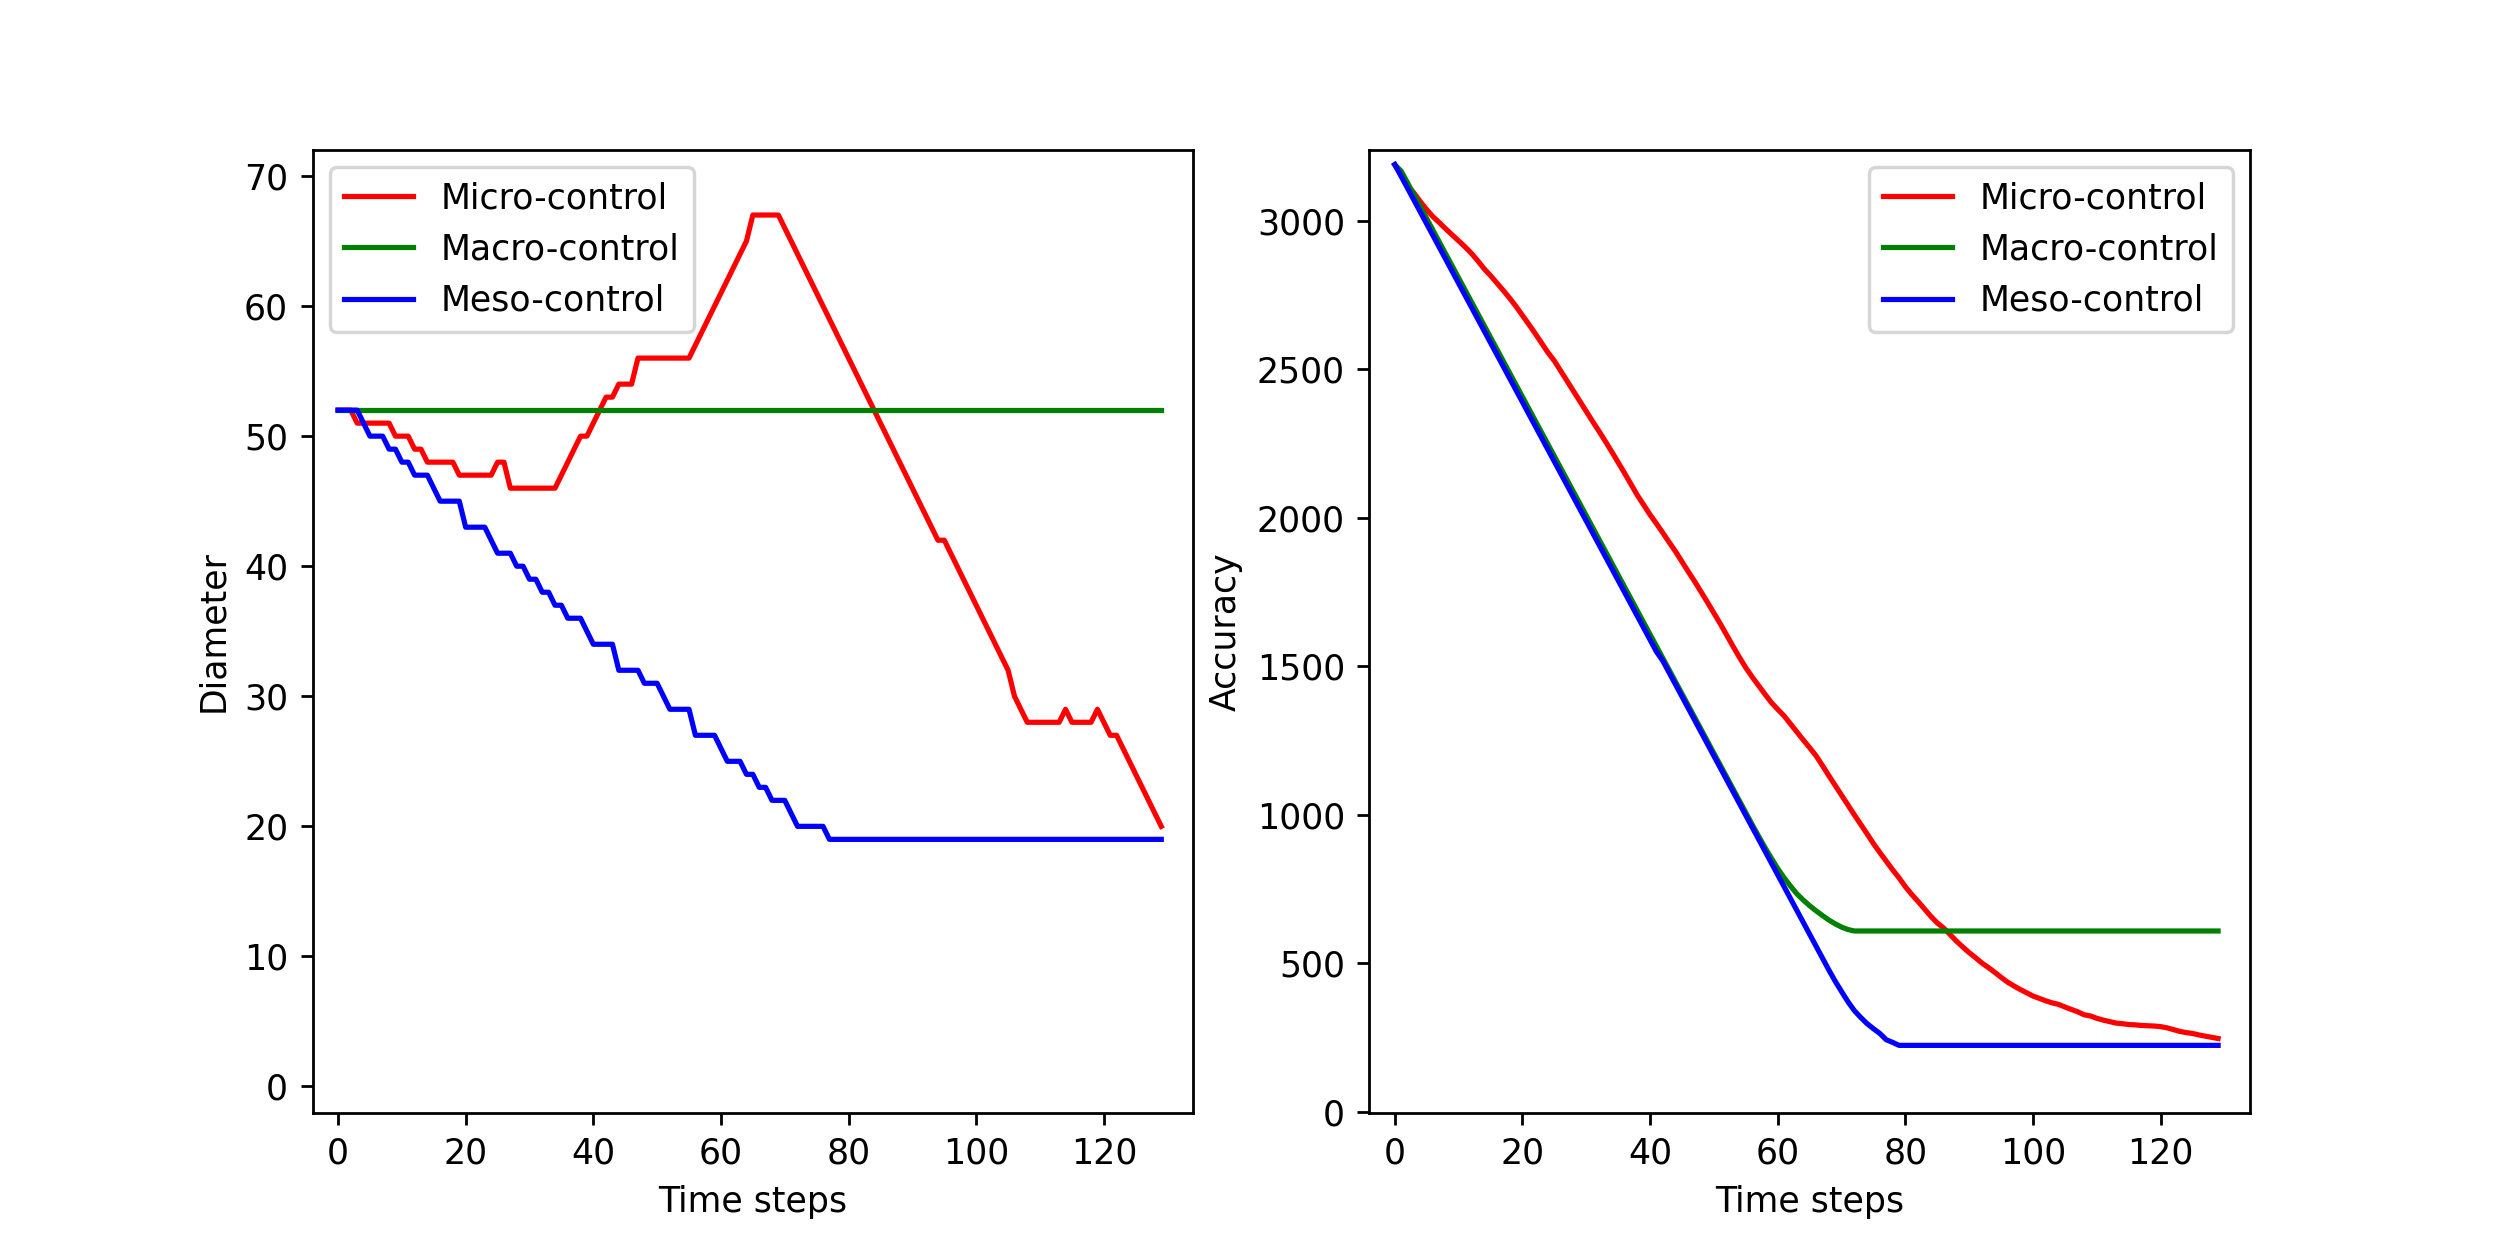 Micro-control
Macro-control
Meso-control
70
60
50
40
30
20
10
0
Diameter
0 20 40 60 80 100 120
Time steps
Micro-control
Macro-control
Meso-control
3000
2500
2000
1500
1000
500
0
Accuracy
0 20 40 60 80 100 120
Time steps